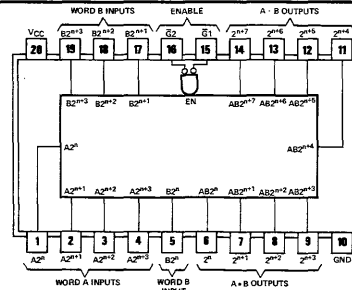 WORD B INPUTS ENABLE A · B OUTPUTS
VCC B2ⁿ⁺³ B2ⁿ⁺² B2ⁿ⁺¹ G̅2 G̅1 2ⁿ⁺⁷ 2ⁿ⁺⁶ 2ⁿ⁺⁵ 2ⁿ⁺⁴
20 19 18 17 16 15 14 13 12 11
B2ⁿ⁺³ B2ⁿ⁺² B2ⁿ⁺¹ EN AB2ⁿ⁺⁷ AB2ⁿ⁺⁶ AB2ⁿ⁺⁵
A2ⁿ AB2ⁿ⁺⁴
A2ⁿ⁺¹ A2ⁿ⁺² A2ⁿ⁺³ B2ⁿ AB2ⁿ AB2ⁿ⁺¹ AB2ⁿ⁺² AB2ⁿ⁺³
1 2 3 4 5 6 7 8 9 10
A2ⁿ A2ⁿ⁺¹ A2ⁿ⁺² A2ⁿ⁺³ B2ⁿ 2ⁿ 2ⁿ⁺¹ 2ⁿ⁺² 2ⁿ⁺³ GND
WORD A INPUTS WORD B A • B OUTPUTS
INPUT